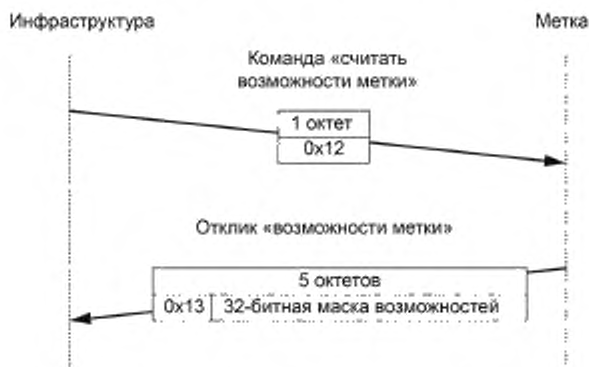 Инфраструктура Метка
Команда «считать
возможности метки»
1 октет
0x12
Отклик «возможности метки»
5 октетов
0x13 32-битная маска возможностей